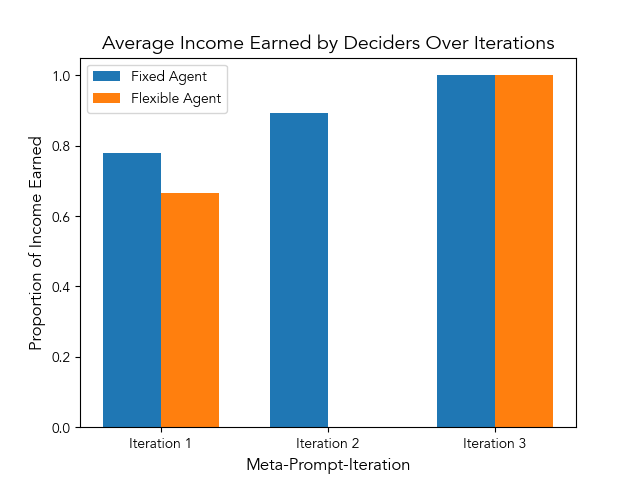 Average Income Earned by Deciders Over Iterations
Fixed Agent
Flexible Agent
Proportion of Income Earned
1.0
0.8
0.6
0.4
0.2
0.0
Iteration 1
Iteration 2
Iteration 3
Meta-Prompt-Iteration